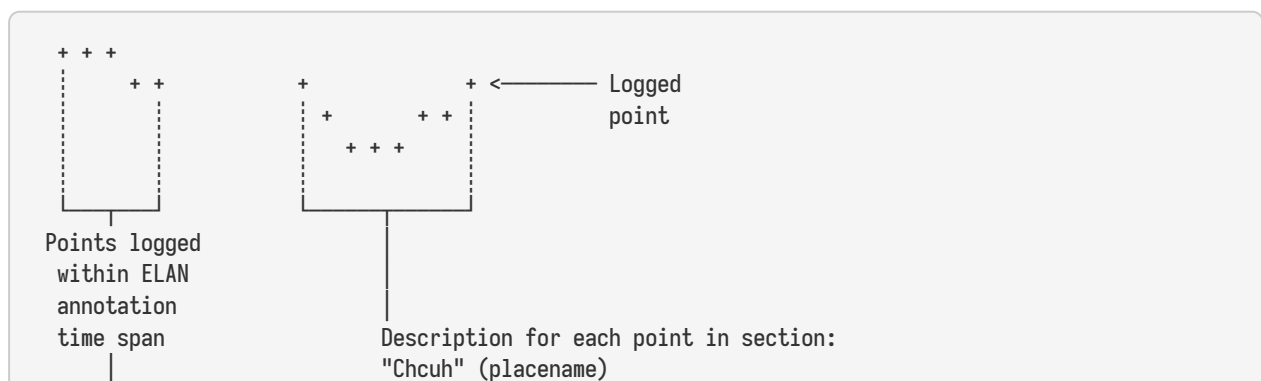 + + +
+ + + + <──────── Logged
+ + + point
+ + +
Points logged
within ELAN
annotation
time span Description for each point in section:
"Chcuh" (placename)